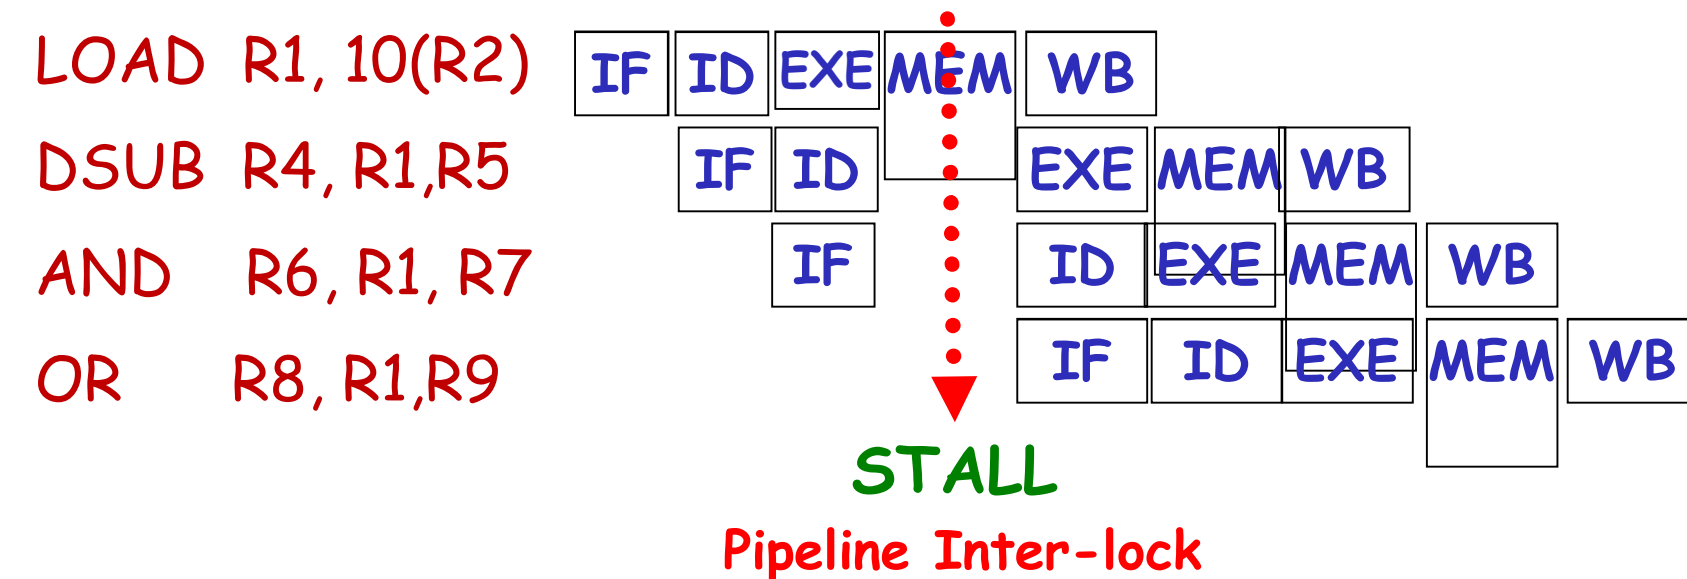 LOAD R1, 10(R2) IF ID EXE MEM WB
DSUB R4, R1,R5 IF ID EXE MEM WB
AND R6, R1, R7 IF ID EXE MEM WB
OR R8, R1,R9 IF ID EXE MEM WB
STALL
Pipeline Inter-lock